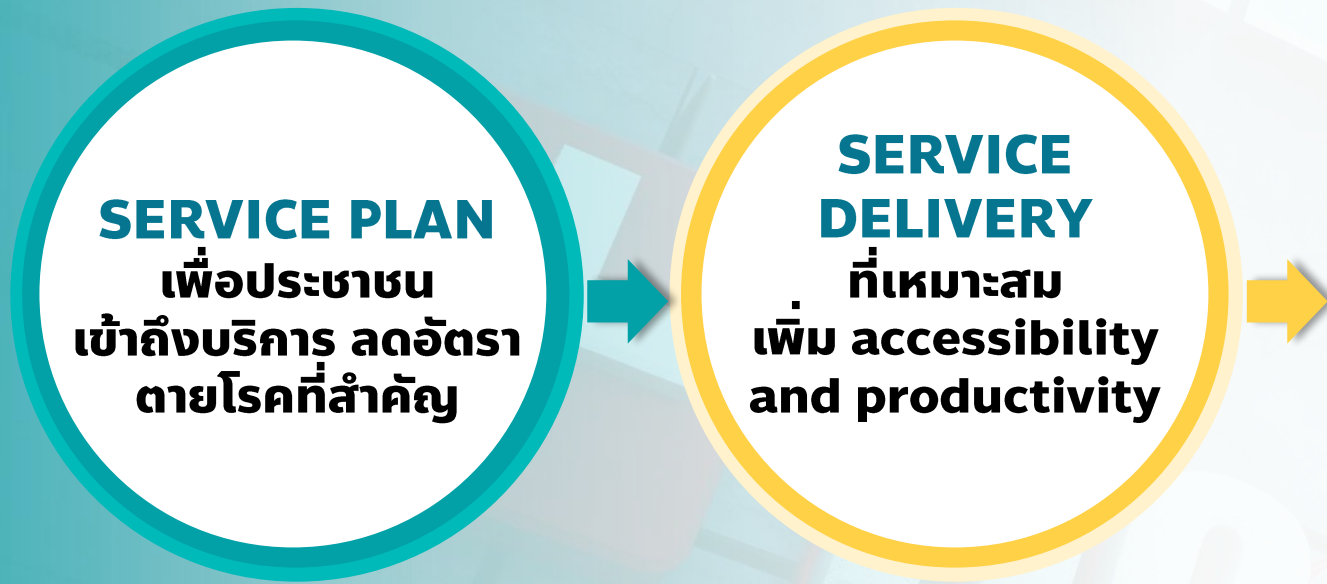 SERVICE PLAN
เพื่อประชาชน
เข้าถึงบริการ ลดอัตรา
ตายโรคที่สำคัญ
SERVICE
DELIVERY
ที่เหมาะสม
เพิ่ม accessibility
and productivity